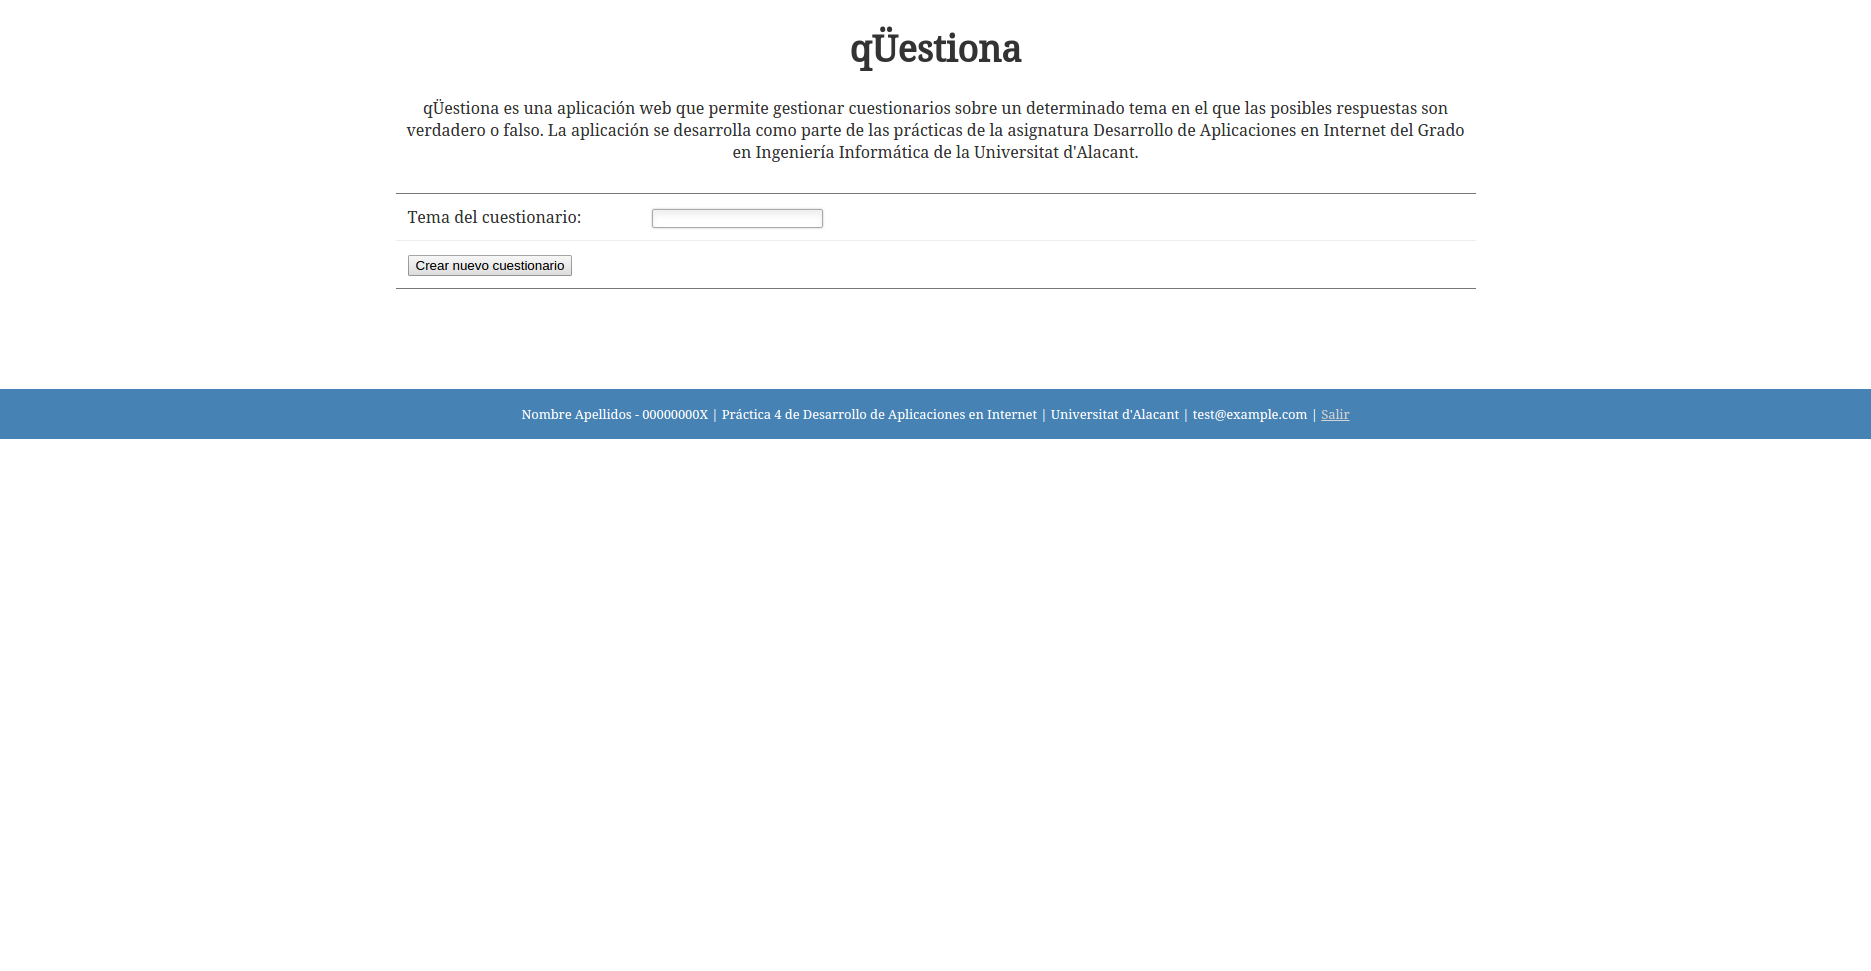 qÜestiona
qÜestiona es una aplicación web que permite gestionar cuestionarios sobre un determinado tema en el que las posibles respuestas son
verdadero o falso. La aplicación se desarrolla como parte de las prácticas de la asignatura Desarrollo de Aplicaciones en Internet del Grado
en Ingeniería Informática de la Universitat d'Alacant.
Tema del cuestionario:
Crear nuevo cuestionario
Nombre Apellidos - 00000000X | Práctica 4 de Desarrollo de Aplicaciones en Internet | Universitat d'Alacant | test@example.com | Salir